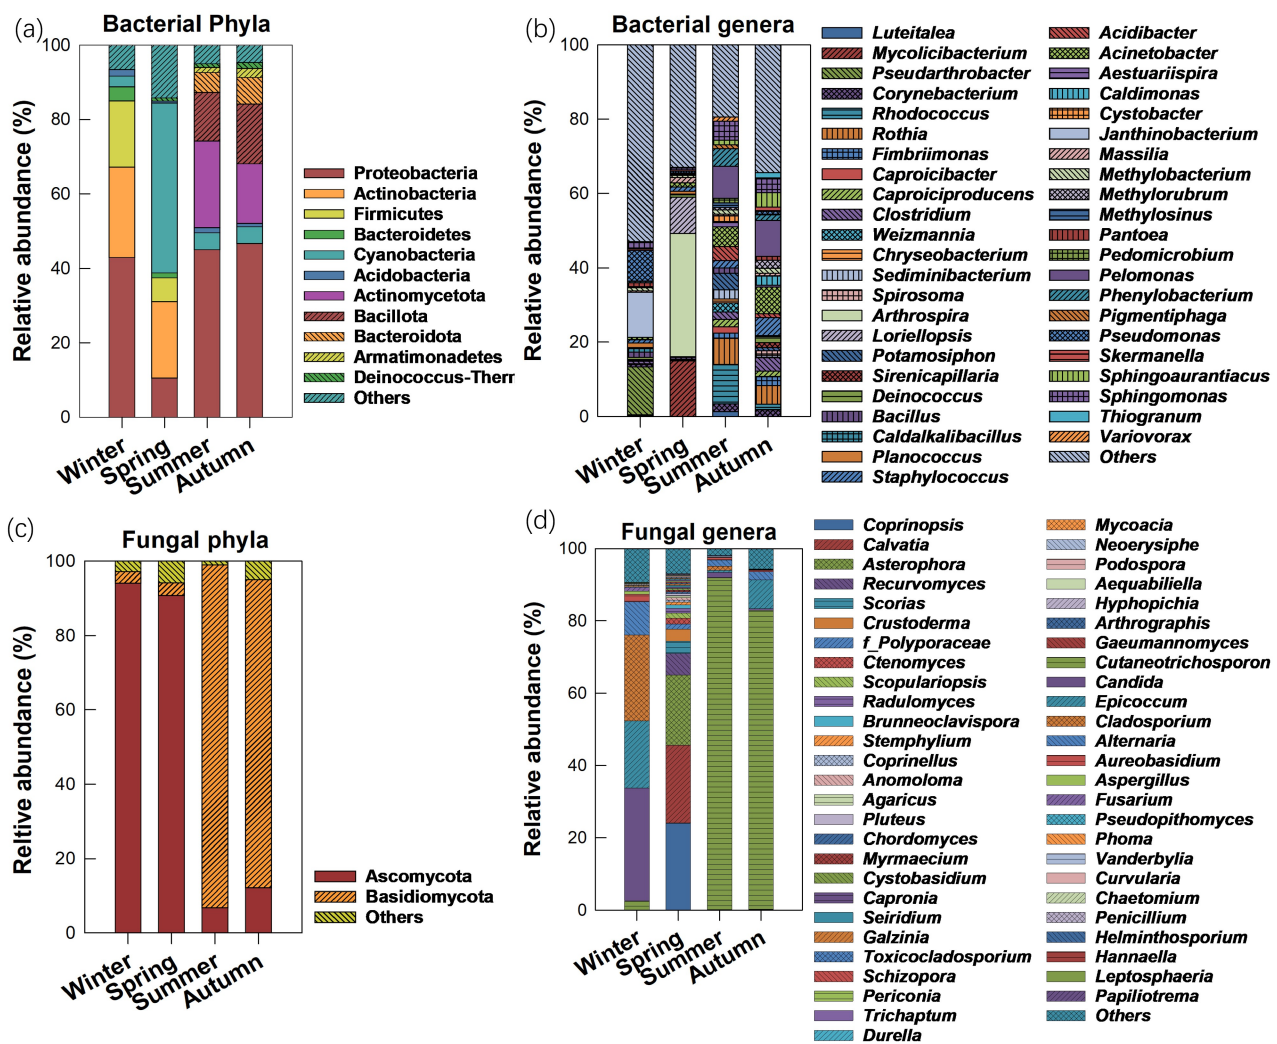 (a)
Bacterial Phyla
Relative abundance (%)
100
80
60
40
20
0
Winter
Spring
Summer
Autumn
Proteobacteria
Actinobacteria
Firmicutes
Bacteroidetes
Cyanobacteria
Acidobacteria
Actinomycetota
Bacillota
Bacteroidota
Armatimonadetes
Deinococcus-Therr
Others
(b)
Bacterial genera
Relative abundance (%)
100
80
60
40
20
0
Winter
Spring
Summer
Autumn
Luteitalea
Mycolicibacterium
Pseudarthrobacter
Corynebacterium
Rhodococcus
Rothia
Fimbriimonas
Caproicibacter
Caproiciproducens
Clostridium
Weizmannia
Chryseobacterium
Sediminibacterium
Spirosoma
Arthrospira
Loriellopsis
Potamosiphon
Sirenicapillaria
Deinococcus
Bacillus
Caldalkalibacillus
Planococcus
Staphylococcus
Acidibacter
Acinetobacter
Aestuariispira
Caldimonas
Cystobacter
Janthinobacterium
Massilia
Methylobacterium
Methylorubrum
Methylosinus
Pantoea
Pedomicrobium
Pelomonas
Phenylobacterium
Pigmentiphaga
Pseudomonas
Skermanella
Sphingoaurantiacus
Sphingomonas
Thiogranum
Variovorax
Others
(c)
Fungal phyla
Reltive abundance (%)
100
80
60
40
20
0
Winter
Spring
Summer
Autumn
Ascomycota
Basidiomycota
Others
(d)
Fungal genera
Relative abundance (%)
100
80
60
40
20
0
Winter
Spring
Summer
Autumn
Coprinopsis
Calvatia
Asterophora
Recurvomyces
Scorias
Crustoderma
f_Polyporaceae
Ctenomyces
Scopulariopsis
Radulomyces
Brunneoclavispora
Stemphylium
Coprinellus
Anomoloma
Agaricus
Pluteus
Chordomyces
Myrmaecium
Cystobasidium
Capronia
Seiridium
Galzinia
Toxicocladosporium
Schizopora
Periconia
Trichaptum
Durella
Mycoacia
Neoerysiphe
Podospora
Aequabiliella
Hyphopichia
Arthrographis
Gaeumannomyces
Cutaneotrichosporon
Candida
Epicoccum
Cladosporium
Alternaria
Aureobasidium
Aspergillus
Fusarium
Pseudopithomyces
Phoma
Vanderbylia
Curvularia
Chaetomium
Penicillium
Helminthosporium
Hannaella
Leptosphaeria
Papiliotrema
Others